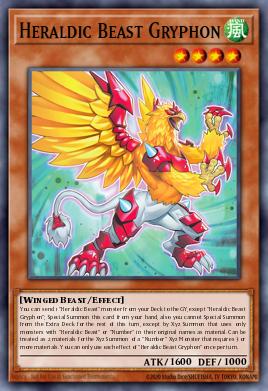 Heraldic Beast Gryphon
WIND
風
[Winged Beast/Effect]
You can send 1 "Heraldic Beast" monster from your Deck to the GY, except "Heraldic Beast
Gryphon"; Special Summon this card from your hand, also you cannot Special Summon
from the Extra Deck for the rest of this turn, except by Xyz Summon that uses only
monsters with "Heraldic Beast" or "Number" in their original names as material. Can be
treated as 2 materials for the Xyz Summon of a "Number" Xyz Monster that requires 3 or
more materials. You can only use each effect of "Heraldic Beast Gryphon" once per turn.
ATK/1600 DEF/1000
©2020 Studio Dice/SHUEISHA, TV TOKYO, KONAMI